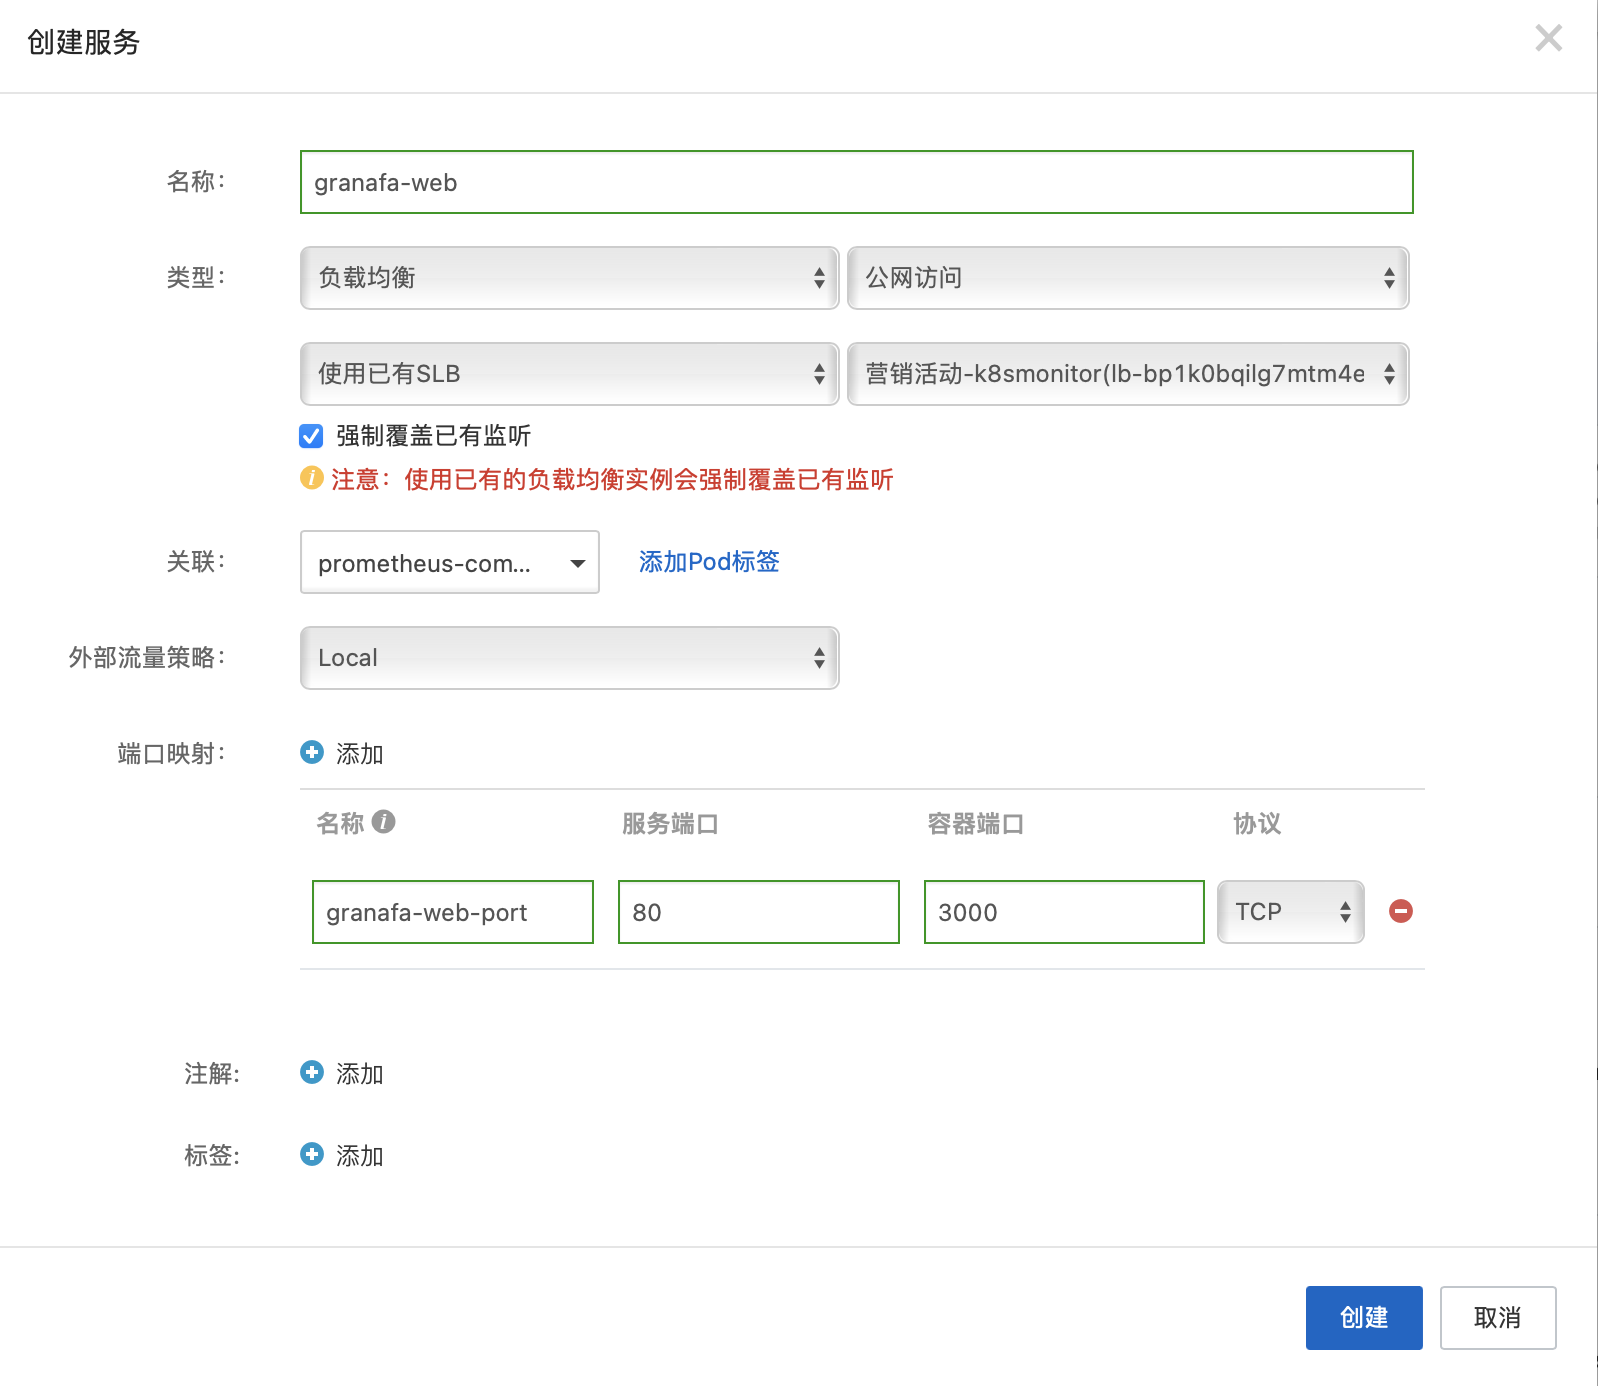 创建服务
名称：
granafa-web
类型：
负载均衡
公网访问
使用已有SLB
营销活动-k8smonitor(lb-bp1k0bqilg7mtm4e
强制覆盖已有监听
注意：使用已有的负载均衡实例会强制覆盖已有监听
关联：
prometheus-com...
添加Pod标签
外部流量策略：
Local
端口映射：
添加
名称 服务端口 容器端口 协议
granafa-web-port 80 3000 TCP
注解:
添加
标签:
添加
创建 取消